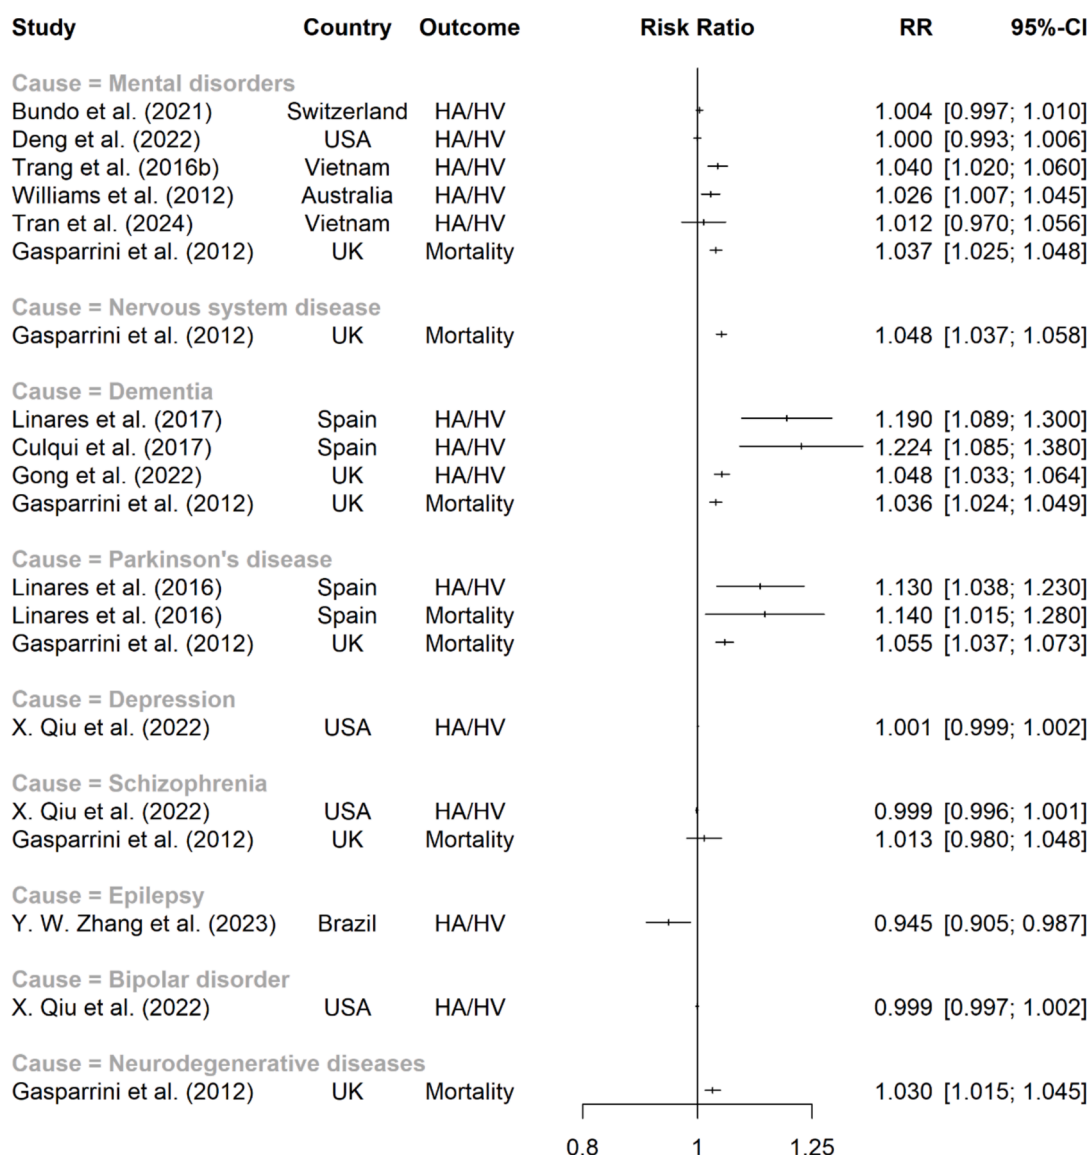 Study Country Outcome Risk Ratio RR 95%-CI
Cause = Mental disorders
Bundo et al. (2021) Switzerland HA/HV 1.004 [0.997; 1.010]
Deng et al. (2022) USA HA/HV 1.000 [0.993; 1.006]
Trang et al. (2016b) Vietnam HA/HV 1.040 [1.020; 1.060]
Williams et al. (2012) Australia HA/HV 1.026 [1.007; 1.045]
Tran et al. (2024) Vietnam HA/HV 1.012 [0.970; 1.056]
Gasparrini et al. (2012) UK Mortality 1.037 [1.025; 1.048]
Cause = Nervous system disease
Gasparrini et al. (2012) UK Mortality 1.048 [1.037; 1.058]
Cause = Dementia
Linares et al. (2017) Spain HA/HV 1.190 [1.089; 1.300]
Culqui et al. (2017) Spain HA/HV 1.224 [1.085; 1.380]
Gong et al. (2022) UK HA/HV 1.048 [1.033; 1.064]
Gasparrini et al. (2012) UK Mortality 1.036 [1.024; 1.049]
Cause = Parkinson's disease
Linares et al. (2016) Spain HA/HV 1.130 [1.038; 1.230]
Linares et al. (2016) Spain Mortality 1.140 [1.015; 1.280]
Gasparrini et al. (2012) UK Mortality 1.055 [1.037; 1.073]
Cause = Depression
X. Qiu et al. (2022) USA HA/HV 1.001 [0.999; 1.002]
Cause = Schizophrenia
X. Qiu et al. (2022) USA HA/HV 0.999 [0.996; 1.001]
Gasparrini et al. (2012) UK Mortality 1.013 [0.980; 1.048]
Cause = Epilepsy
Y. W. Zhang et al. (2023) Brazil HA/HV 0.945 [0.905; 0.987]
Cause = Bipolar disorder
X. Qiu et al. (2022) USA HA/HV 0.999 [0.997; 1.002]
Cause = Neurodegenerative diseases
Gasparrini et al. (2012) UK Mortality 1.030 [1.015; 1.045]
0.8 1 1.25